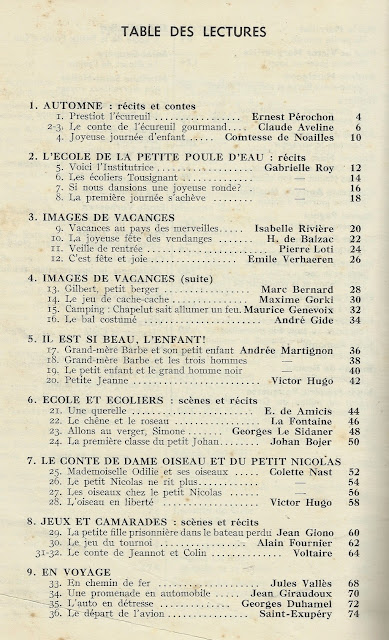 TABLE DES LECTURES
1. AUTOMNE : récits et contes
1. Prestiot l'écureuil ................ Ernest Pérochon 4
2-3. Le conte de l'écureuil gourmand.... Claude Aveline 6
4. Joyeuse journée d'enfant ..... Comtesse de Noailles 10
2. L'ECOLE DE LA PETITE POULE D'EAU : récits
5. Voici l'Institutrice .................. Gabrielle Roy 12
6. Les écoliers Tousignant ............ — 14
7. Si nous dansions une joyeuse ronde? . — 16
8. La première journée s'achève ....... — 18
3. IMAGES DE VACANCES
9. Vacances au pays des merveilles..... Isabelle Rivière 20
10. La joyeuse fête des vendanges ....... H. de Balzac 22
11. Veille de rentrée .................... Pierre Loti 24
12. C'est fête et joie .............. Emile Verhaeren 26
4. IMAGES DE VACANCES (suite)
13. Gilbert, petit berger ............... Marc Bernard 28
14. Le jeu de cache-cache............. Maxime Gorki 30
15. Camping : Chapelut sait allumer un feu. Maurice Genevoix 32
16. Le bal costumé .................... André Gide 34
5. IL EST SI BEAU, L'ENFANT!
17. Grand-mère Barbe et son petit enfant Andrée Martignon 36
18. Grand-mère Barbe et les trois hommes — 38
19. Le petit enfant et le grand homme noir — 40
20. Petite Jeanne ................... Victor Hugo 42
6. ECOLE ET ECOLIERS : scènes et récits
21. Une querelle .................. E. de Amicis 44
22. Le chêne et le roseau............... La Fontaine 46
23. Allons au verger, Simone ...... Georges Le Sidaner 48
24. La première classe du petit Johan...... Johan Bojer 50
7. LE CONTE DE DAME OISEAU ET DU PETIT NICOLAS
25. Mademoiselle Odilie et ses oiseaux ..... Colette Nast 52
26. Le petit Nicolas ne rit plus.......... — 54
27. Les oiseaux chez le petit Nicolas ...... — 56
28. L'oiseau en liberté ................ Victor Hugo 58
8. JEUX ET CAMARADES : scènes et récits
29. La petite fille prisonnière dans le bateau perdu Jean Giono 60
30. Le jeu du tournoi ............... Alain Fournier 62
31-32. Le conte de Jeannot et Colin ......... Voltaire 64
9. EN VOYAGE
33. En chemin de fer .................. Jules Vallès 68
34. Une promenade en automobile ..... Jean Giraudoux 70
35. L'auto en détresse ............. Georges Duhamel 72
36. Le départ de l'avion ............. Saint-Exupéry 74